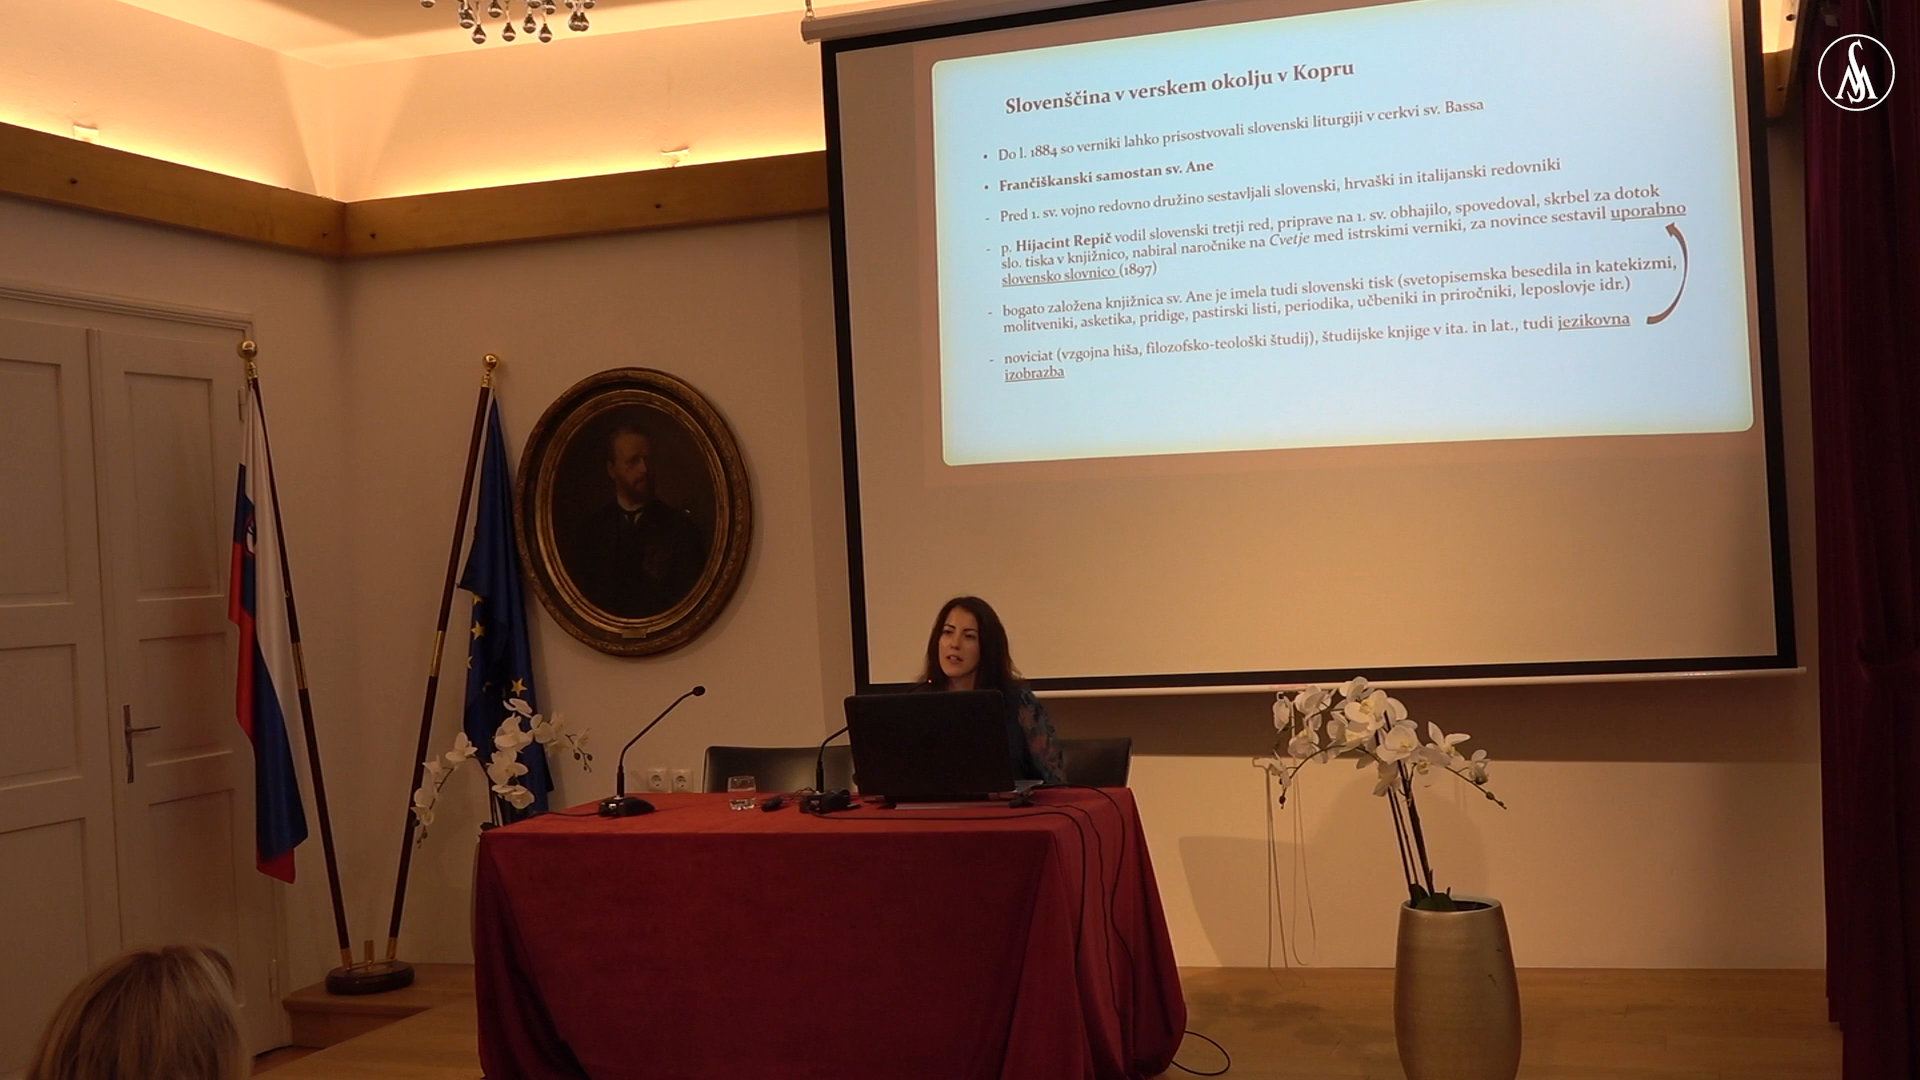 Slovenščina v verskem okolju v Kopru
• Do l. 1884 so verniki lahko prisostvovali slovenski liturgiji v cerkvi sv. Bassa
• Frančiškanski samostan sv. Ane
- Pred 1. sv. vojno redovno družino sestavljali slovenski, hrvaški in italijanski redovniki
- p. Hijacint Repič vodil slovenski tretji red, priprave na 1. sv. obhajilo, spovedoval, skrbel za dotok
slo. tiska v knjižnico, nabiral naročnike na Cvetje med istrskimi verniki, za novince sestavil uporabno
slovensko slovnico (1897)
- bogato založena knjižnica sv. Ane je imela tudi slovenski tisk (svetopisemska besedila in katekizmi,
molitveniki, asketika, pridige, pastirski listi, periodika, učbeniki in priročniki, leposlovje idr.)
- noviciat (vzgojna hiša, filozofsko-teološki študij), študijske knjige v ita. in lat., tudi jezikovna
izobrazba